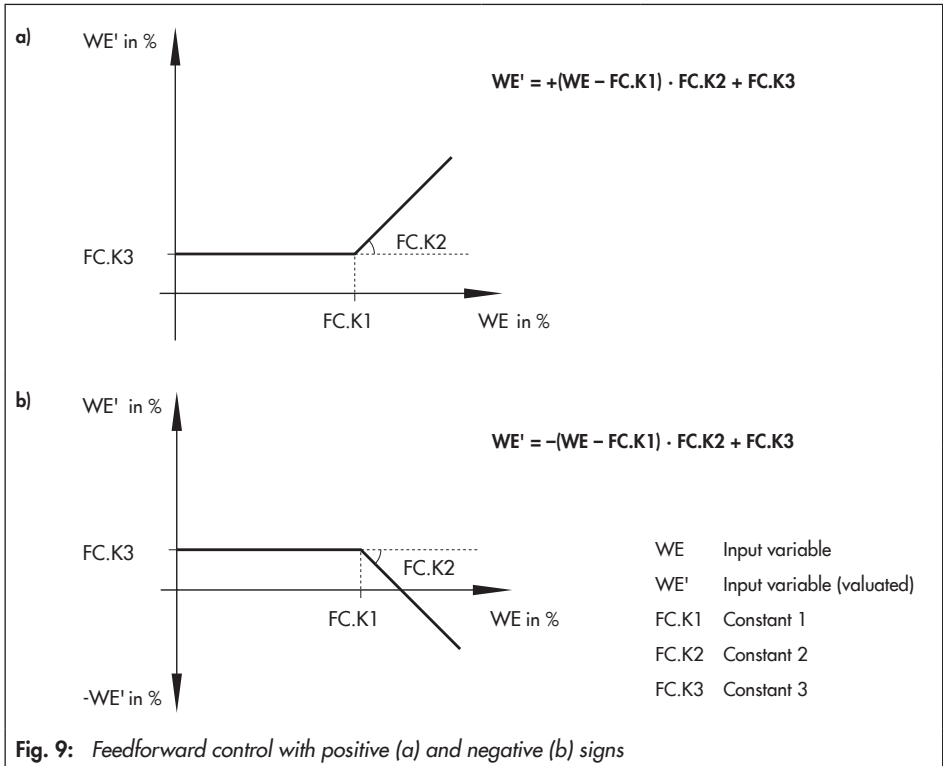 a)
WE' in %
WE' = +(WE – FC.K1) · FC.K2 + FC.K3
FC.K2
FC.K3
FC.K1
WE in %
b)
WE' in %
WE' = –(WE – FC.K1) · FC.K2 + FC.K3
FC.K3
FC.K2
FC.K1
WE in %
-WE' in %
WE Input variable
WE' Input variable (valuated)
FC.K1 Constant 1
FC.K2 Constant 2
FC.K3 Constant 3
Fig. 9: Feedforward control with positive (a) and negative (b) signs